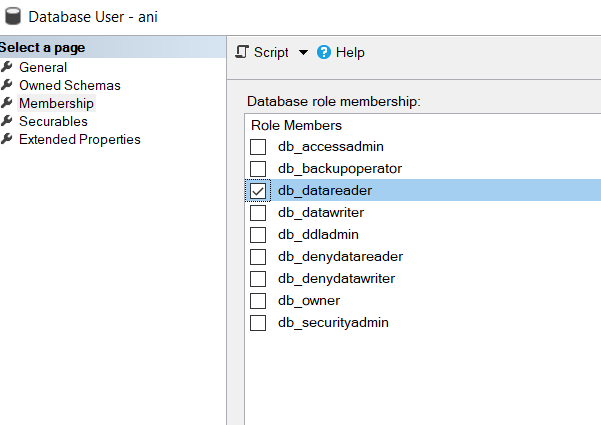 Database User - ani
Select a page
General
Owned Schemas
Membership
Securables
Extended Properties
Script
Help
Database role membership:
Role Members
db_accessadmin
db_backupoperator
db_datareader
db_datawriter
db_ddladmin
db_denydatareader
db_denydatawriter
db_owner
db_securityadmin